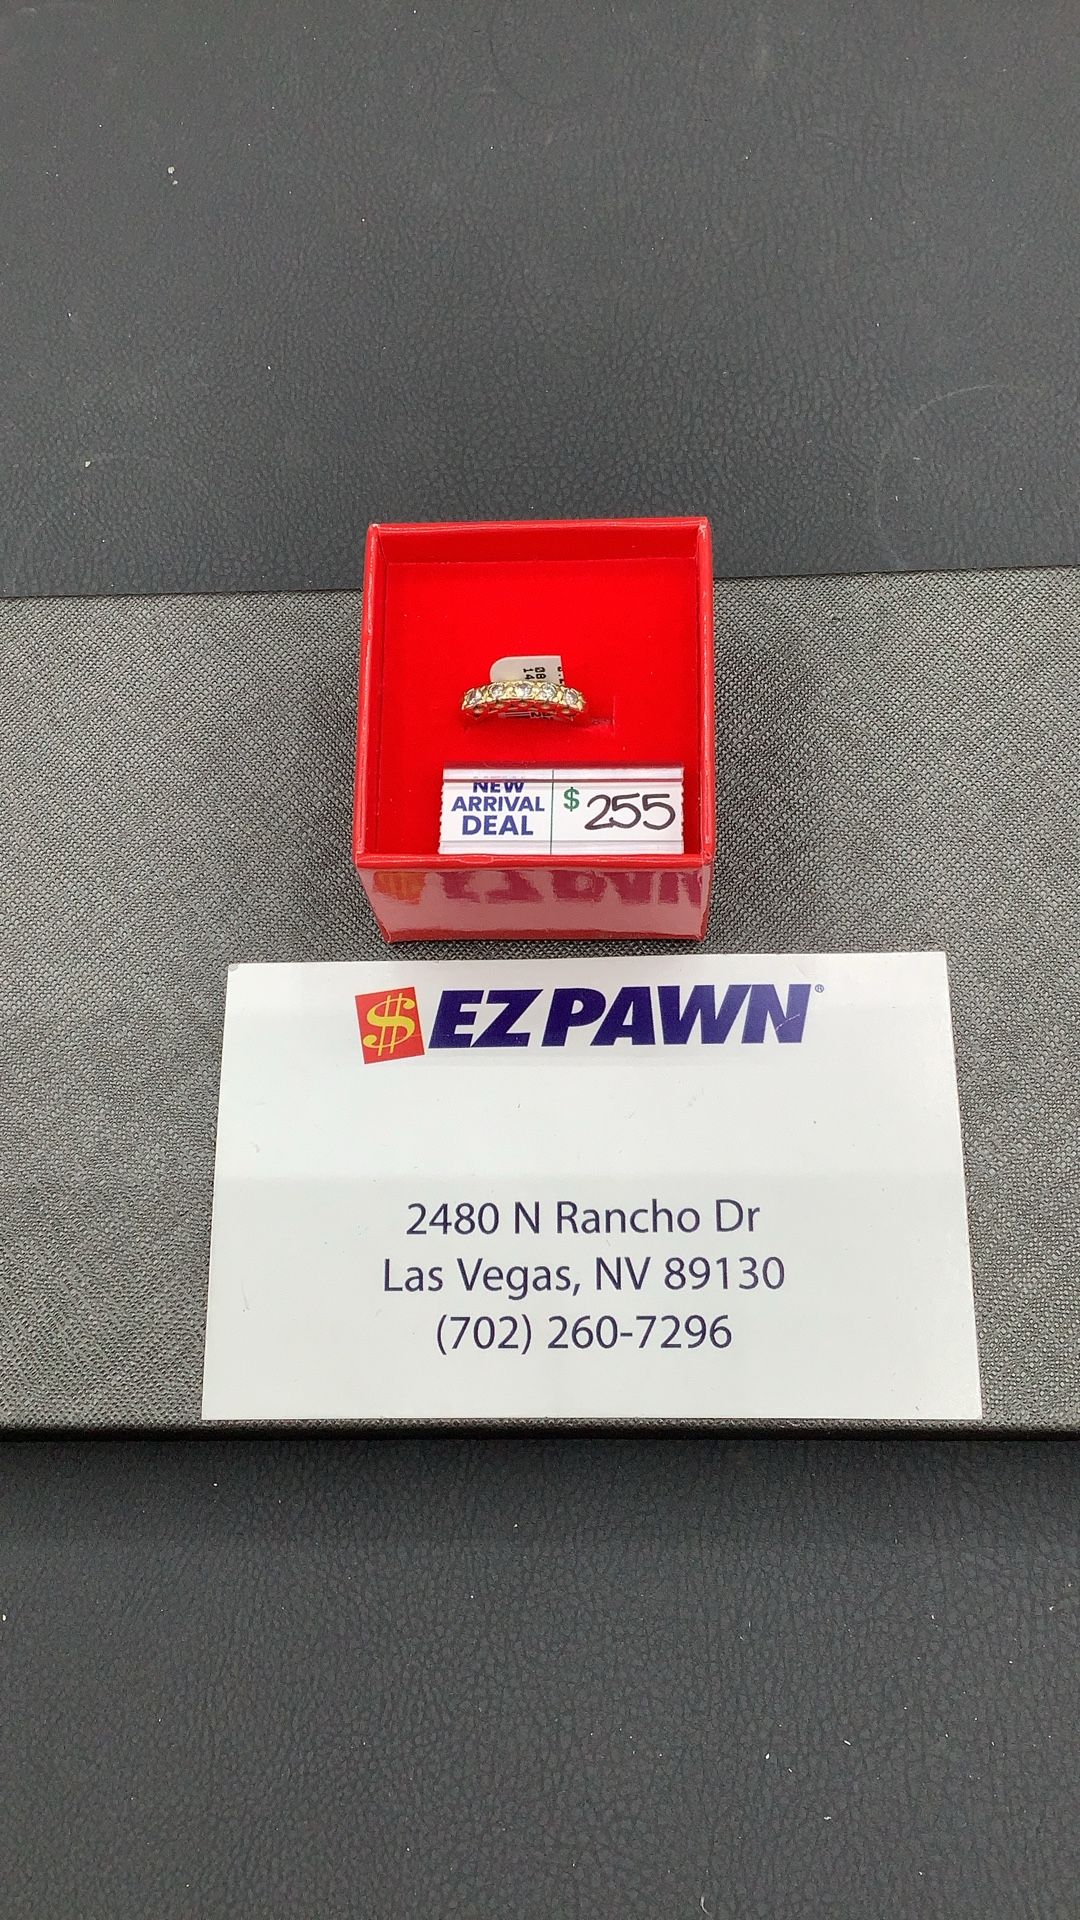 NEW
ARRIVAL
DEAL
$ 255
$ EZPAWN®
2480 N Rancho Dr
Las Vegas, NV 89130
(702) 260-7296